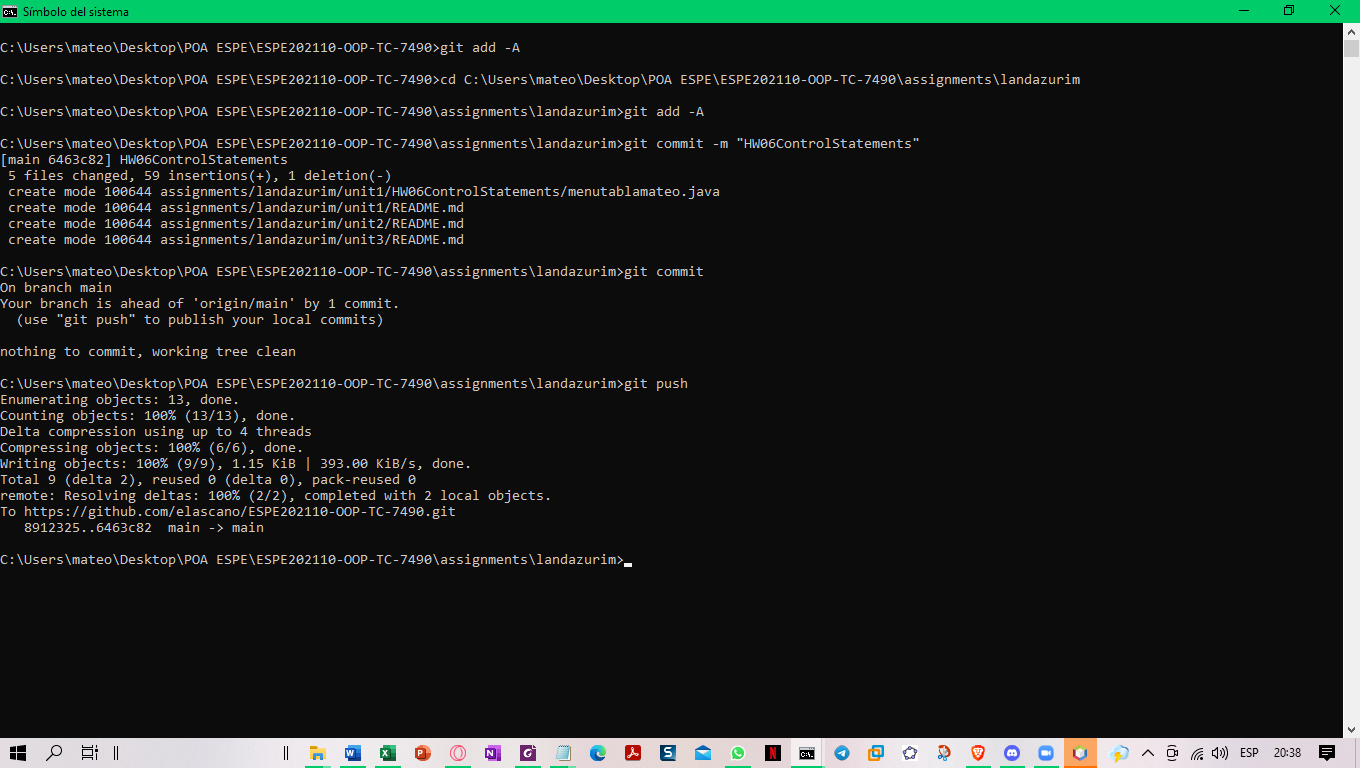 Símbolo del sistema
C:\Users\mateo\Desktop\POA ESPE\ESPE202110-OOP-TC-7490>git add -A
C:\Users\mateo\Desktop\POA ESPE\ESPE202110-OOP-TC-7490>cd C:\Users\mateo\Desktop\POA ESPE\ESPE202110-OOP-TC-7490\assignments\landazurim
C:\Users\mateo\Desktop\POA ESPE\ESPE202110-OOP-TC-7490\assignments\landazurim>git add -A
C:\Users\mateo\Desktop\POA ESPE\ESPE202110-OOP-TC-7490\assignments\landazurim>git commit -m "HW06ControlStatements"
[main 6463c82] HW06ControlStatements
 5 files changed, 59 insertions(+), 1 deletion(-)
 create mode 100644 assignments/landazurim/unit1/HW06ControlStatements/menutablamateo.java
 create mode 100644 assignments/landazurim/unit1/README.md
 create mode 100644 assignments/landazurim/unit2/README.md
 create mode 100644 assignments/landazurim/unit3/README.md
C:\Users\mateo\Desktop\POA ESPE\ESPE202110-OOP-TC-7490\assignments\landazurim>git commit
On branch main
Your branch is ahead of 'origin/main' by 1 commit.
  (use "git push" to publish your local commits)
nothing to commit, working tree clean
C:\Users\mateo\Desktop\POA ESPE\ESPE202110-OOP-TC-7490\assignments\landazurim>git push
Enumerating objects: 13, done.
Counting objects: 100% (13/13), done.
Delta compression using up to 4 threads
Compressing objects: 100% (6/6), done.
Writing objects: 100% (9/9), 1.15 KiB | 393.00 KiB/s, done.
Total 9 (delta 2), reused 0 (delta 0), pack-reused 0
remote: Resolving deltas: 100% (2/2), completed with 2 local objects.
To https://github.com/elascano/ESPE202110-OOP-TC-7490.git
   8912325..6463c82  main -> main
C:\Users\mateo\Desktop\POA ESPE\ESPE202110-OOP-TC-7490\assignments\landazurim>
ESP 20:38